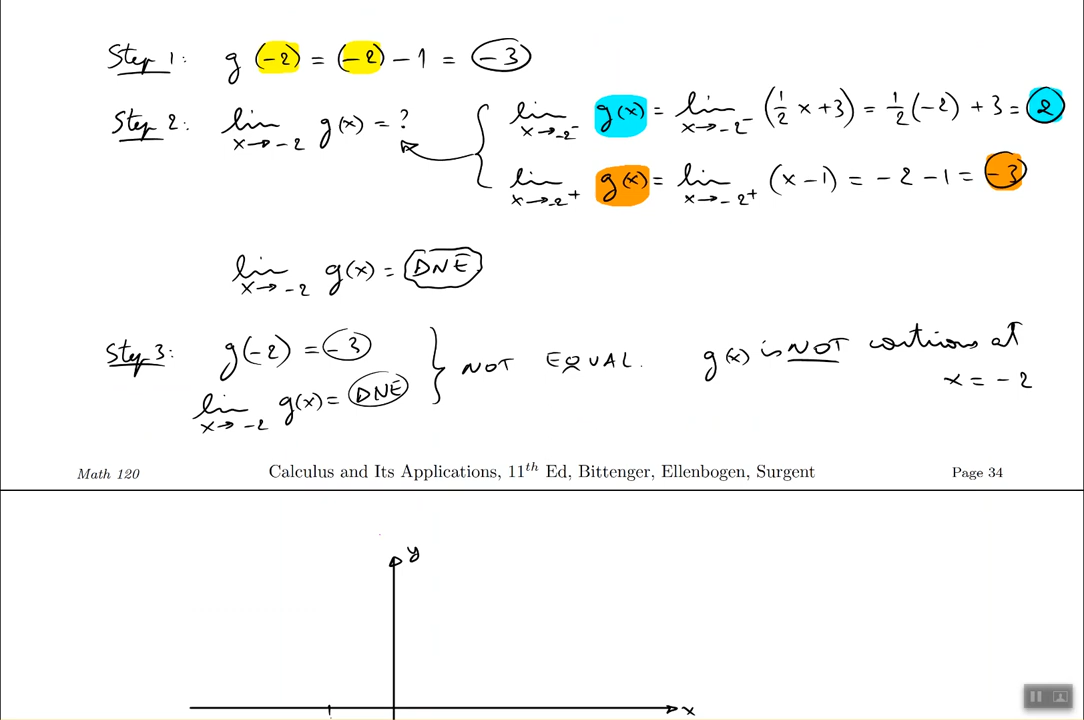 Step 1: g(-2) = (-2) - 1 = -3
Step 2: lim x→-2 g(x) = ?
lim x→-2⁻ g(x) = lim x→-2⁻ (1/2 x + 3) = 1/2 (-2) + 3 = 2
lim x→-2⁺ g(x) = lim x→-2⁺ (x - 1) = -2 - 1 = -3
lim x→-2 g(x) = DNE
Step 3: g(-2) = -3
lim x→-2 g(x) = DNE
NOT EQUAL.
g(x) is NOT continuous at
x = -2
Math 120 Calculus and Its Applications, 11th Ed, Bittenger, Ellenbogen, Surgent Page 34
y
x